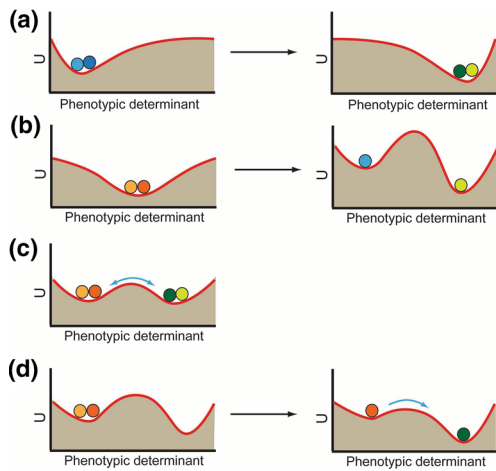 (a)
U
Phenotypic determinant
Phenotypic determinant
(b)
U
Phenotypic determinant
U
Phenotypic determinant
(c)
U
Phenotypic determinant
(d)
U
Phenotypic determinant
U
Phenotypic determinant